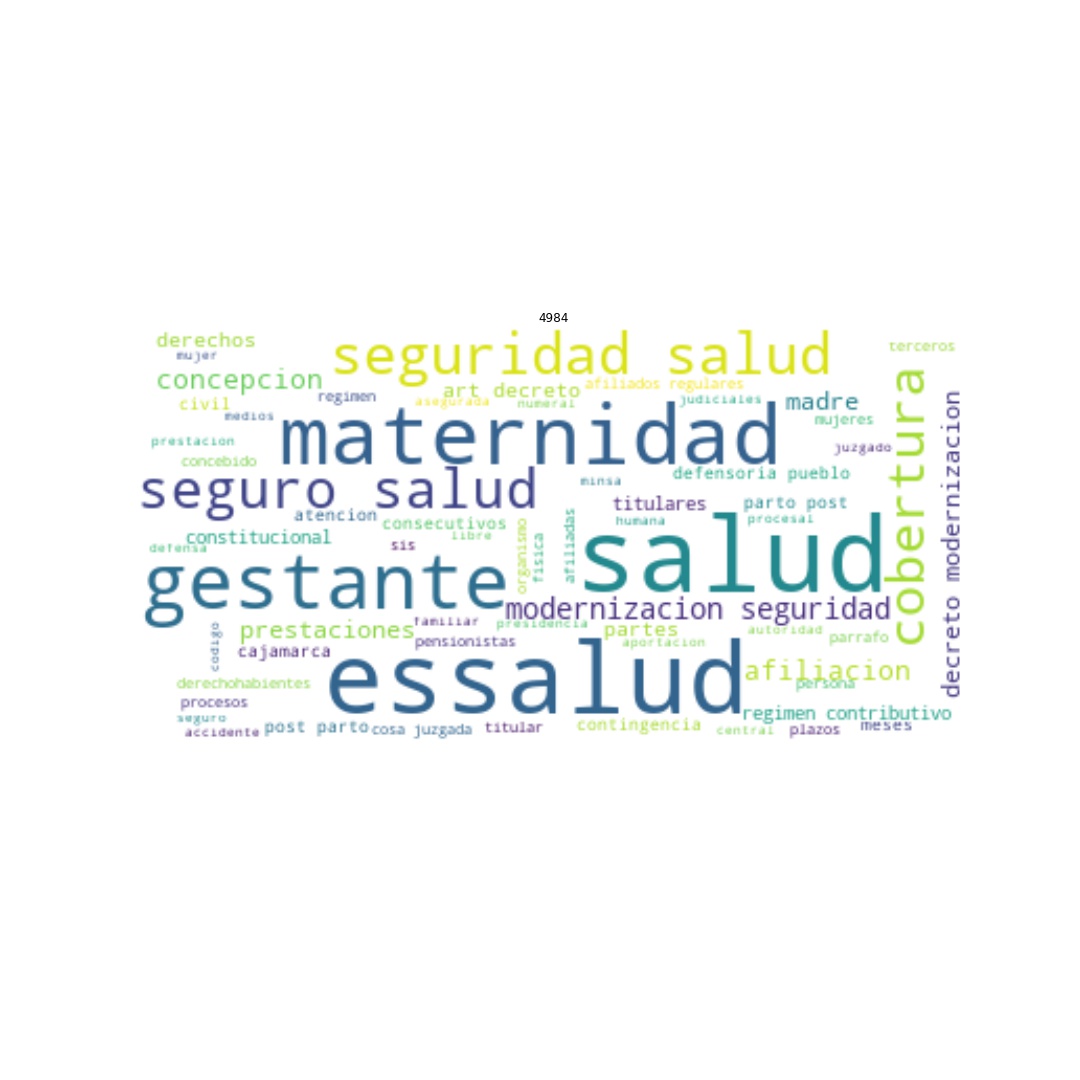 4984
derechos
seguridad salud
terceros
mujer
concepcion
regimen
art decreto
afiliados regulares
civil
asegurada
numeral
judiciales
madre
medios
maternidad
mujeres
prestacion
juzgado
concebido
defensoría pueblo
seguro salud
minsa
cobertura
decreto modernizacion
atencion
titulares
parto post
consecutivos
humana
procesal
constitucional
libre
defensa
sis
organismo
fisica
afiliadas
salud
gestante
modernizacion seguridad
codigo
prestaciones
familiar
presidencia
partes
autoridad
parrafo
cajamarca
pensionistas
aportacion
essalud
afiliacion
persona
derechohabientes
procesos
regimen contributivo
seguro
accidente
post parto
cosa juzgada
titular
contingencia
central
plazos
meses